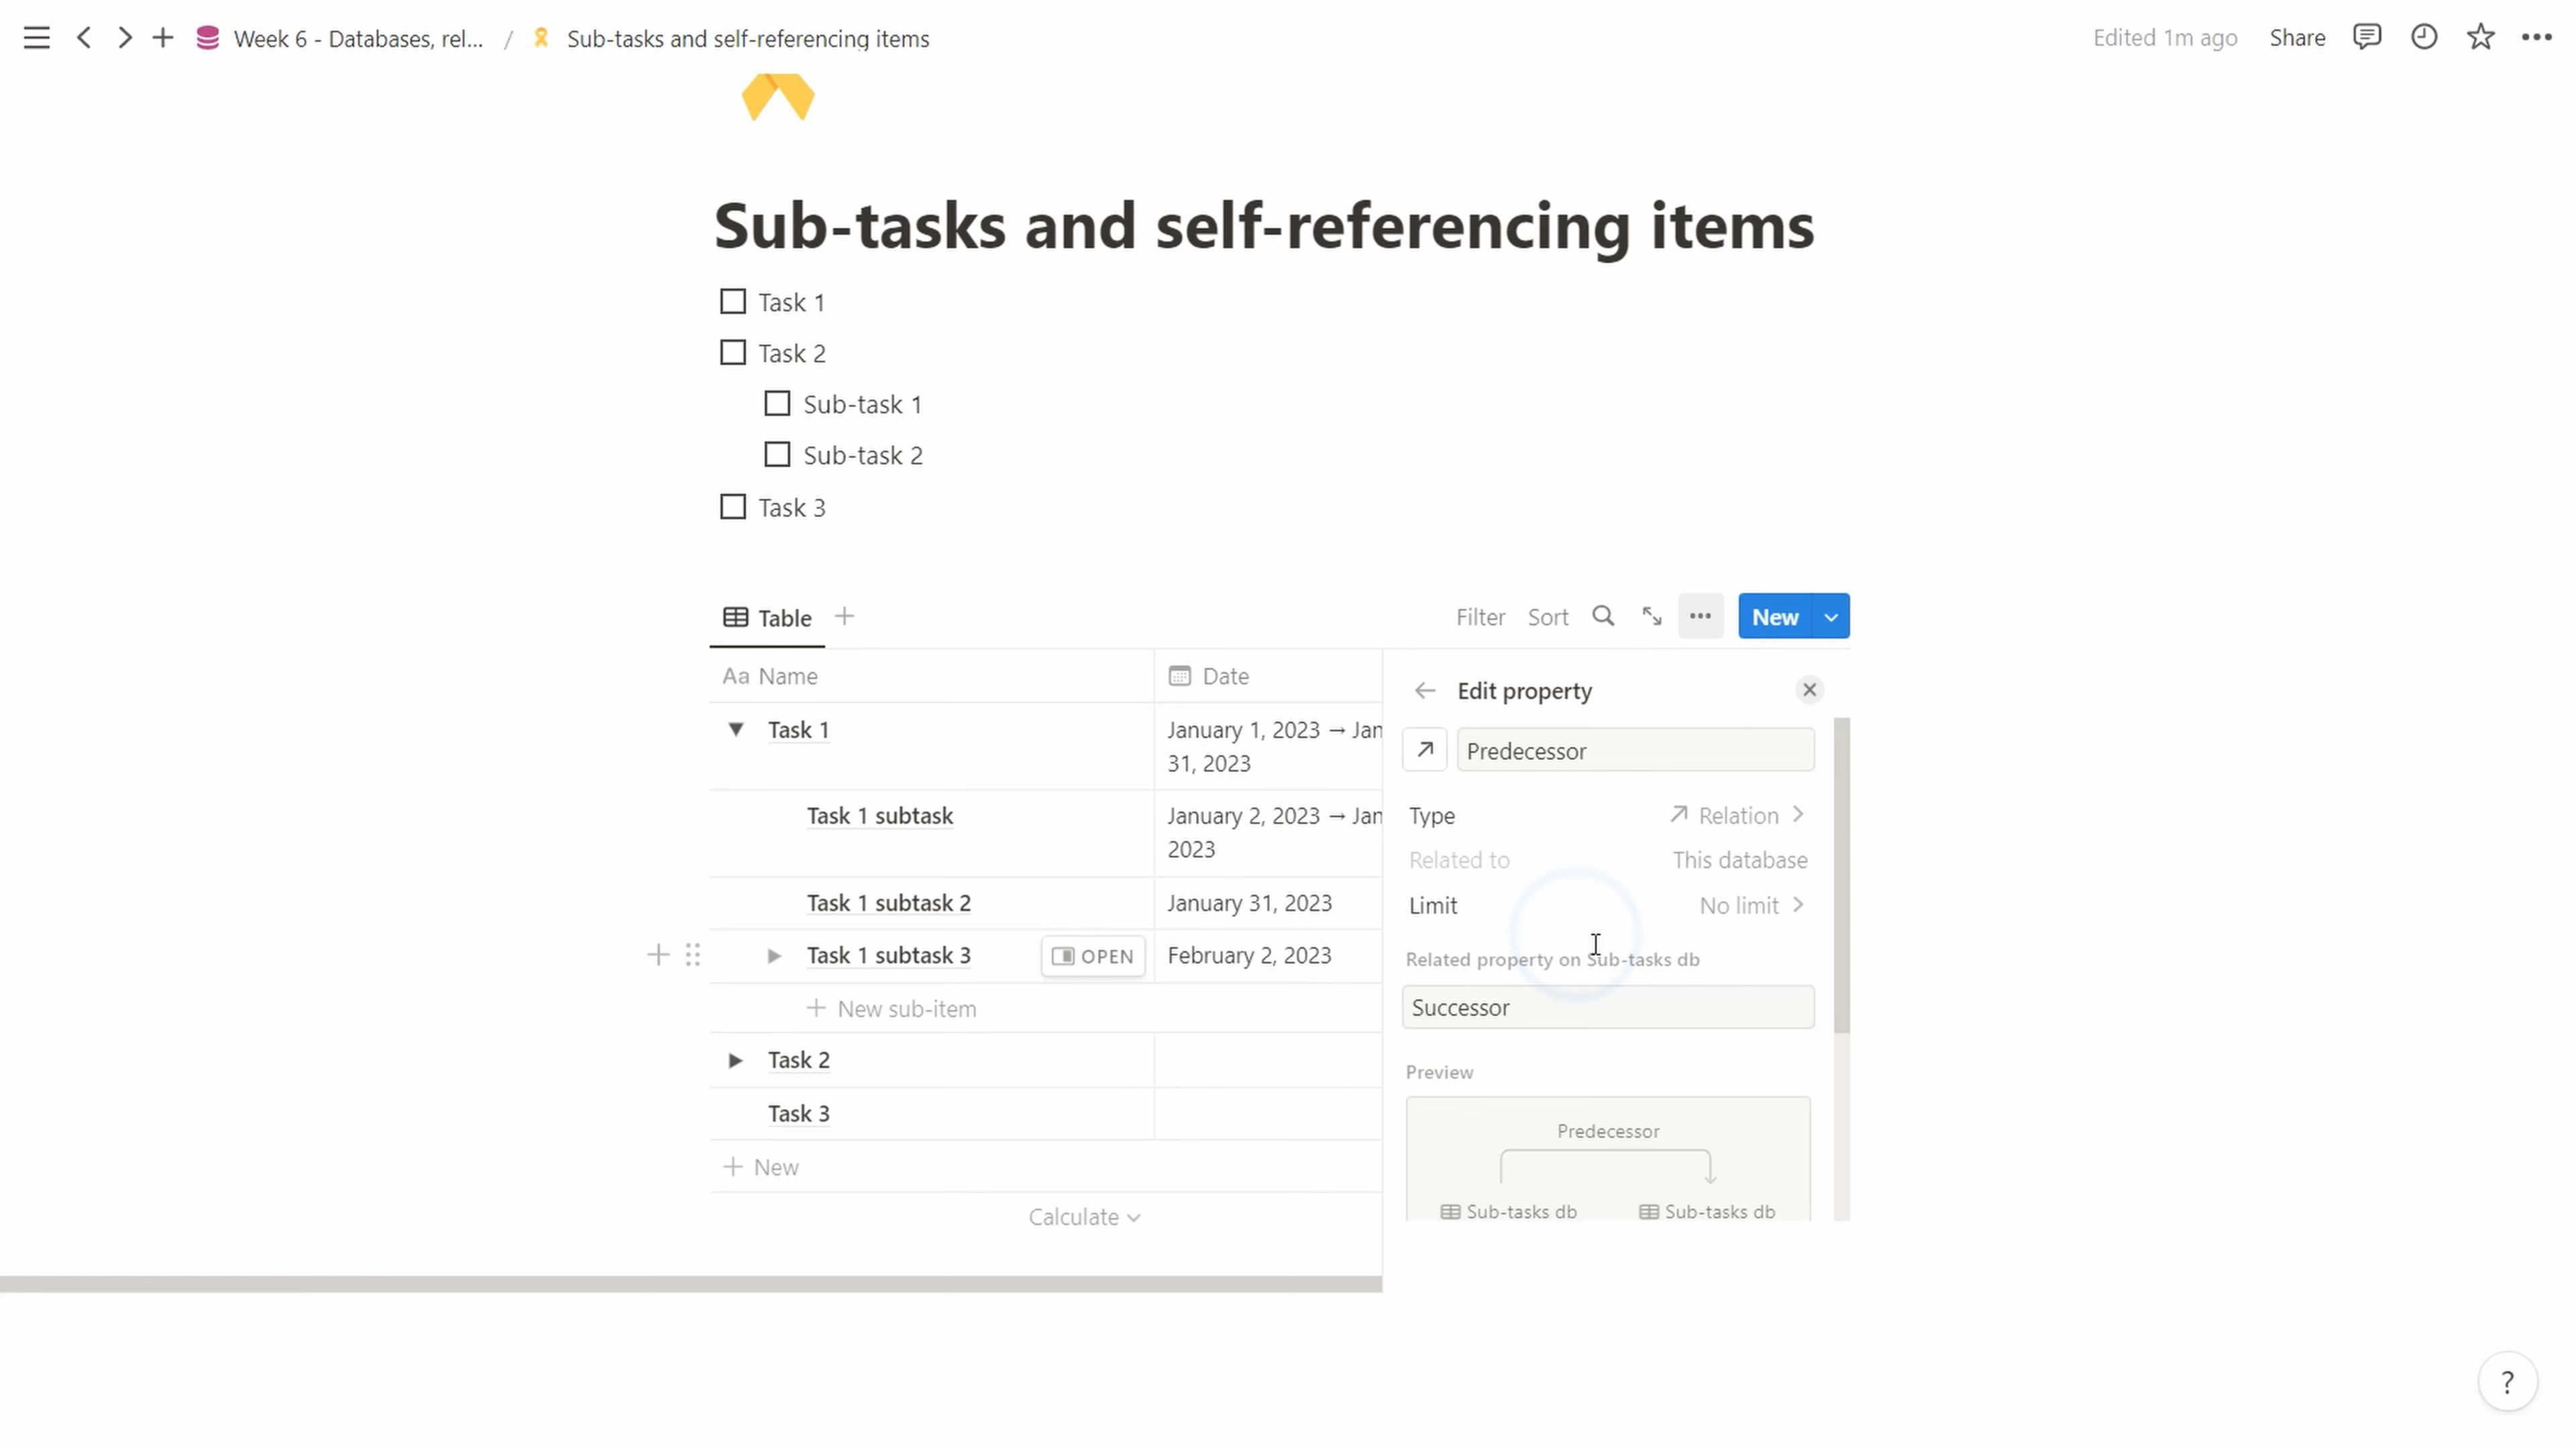 Week 6 - Databases, rel... / Sub-tasks and self-referencing items
Edited 1m ago Share
Sub-tasks and self-referencing items
Task 1
Task 2
Sub-task 1
Sub-task 2
Task 3
Table
Filter Sort New
Aa Name Date
Task 1 January 1, 2023 → Jan
31, 2023
Task 1 subtask January 2, 2023 → Jan
2023
Task 1 subtask 2 January 31, 2023
Task 1 subtask 3 OPEN February 2, 2023
New sub-item
Task 2
Task 3
New
Calculate
Edit property
Predecessor
Type Relation
Related to This database
Limit No limit
Related property on Sub-tasks db
Successor
Preview
Predecessor
Sub-tasks db Sub-tasks db
?